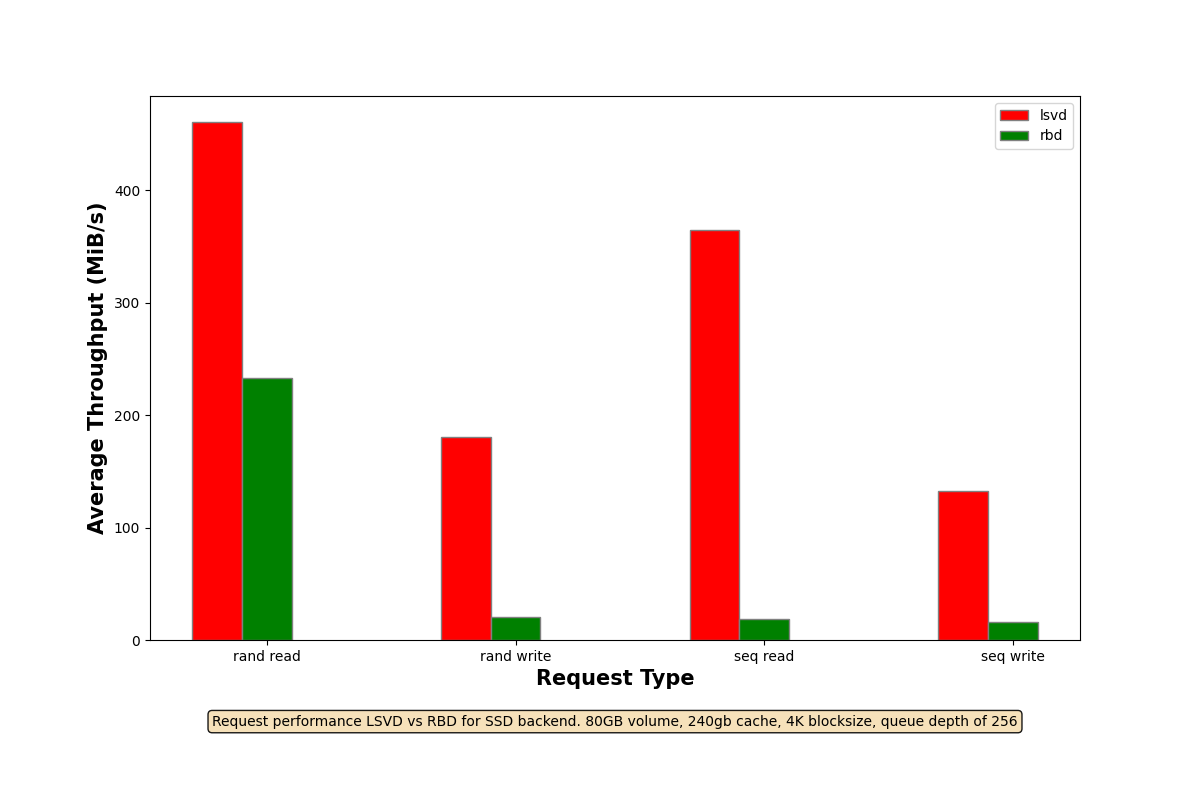 lsvd
rbd
400
300
200
100
0
Average Throughput (MiB/s)
rand read
rand write
seq read
seq write
Request Type
Request performance LSVD vs RBD for SSD backend. 80GB volume, 240gb cache, 4K blocksize, queue depth of 256